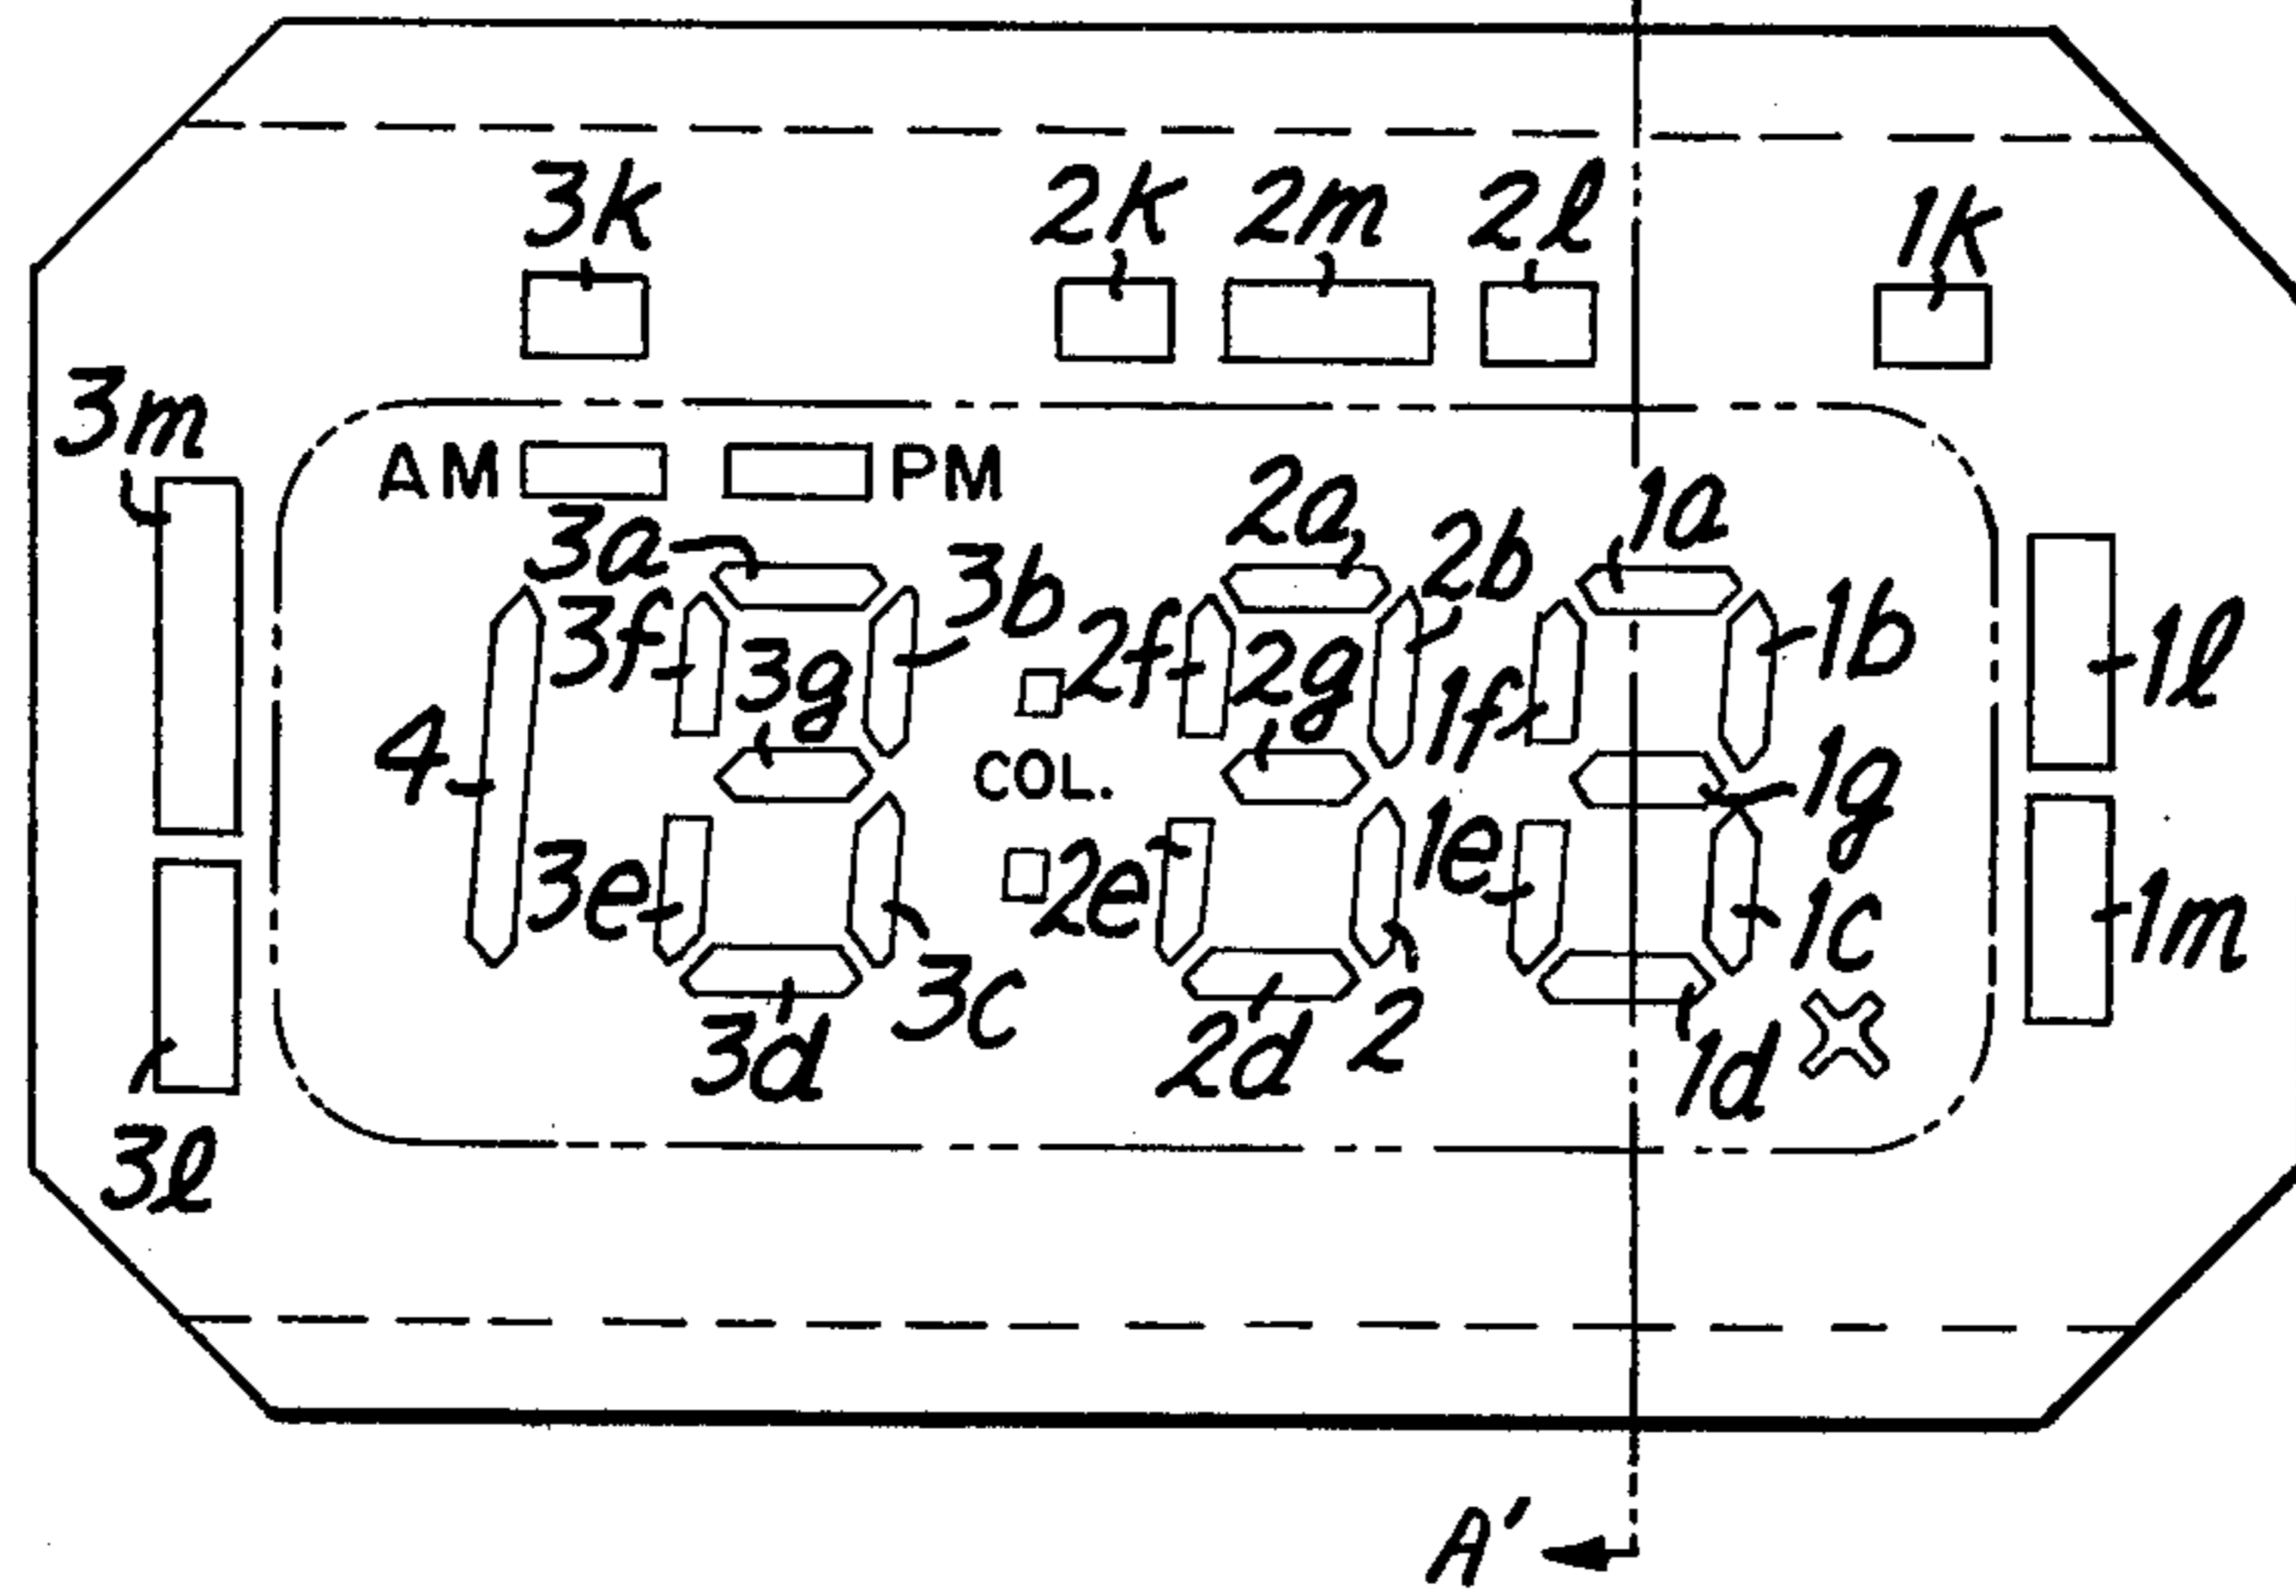 3k 2k 2m 2l 1k
3m
AM PM
3a 3b 2a 2b 1a
3f 3g 2f 2g 1f 1b 1l
4 COL. 1g
3e 2e 1e 1c 1m
3c 2
3d 2d 1d
3l
A'